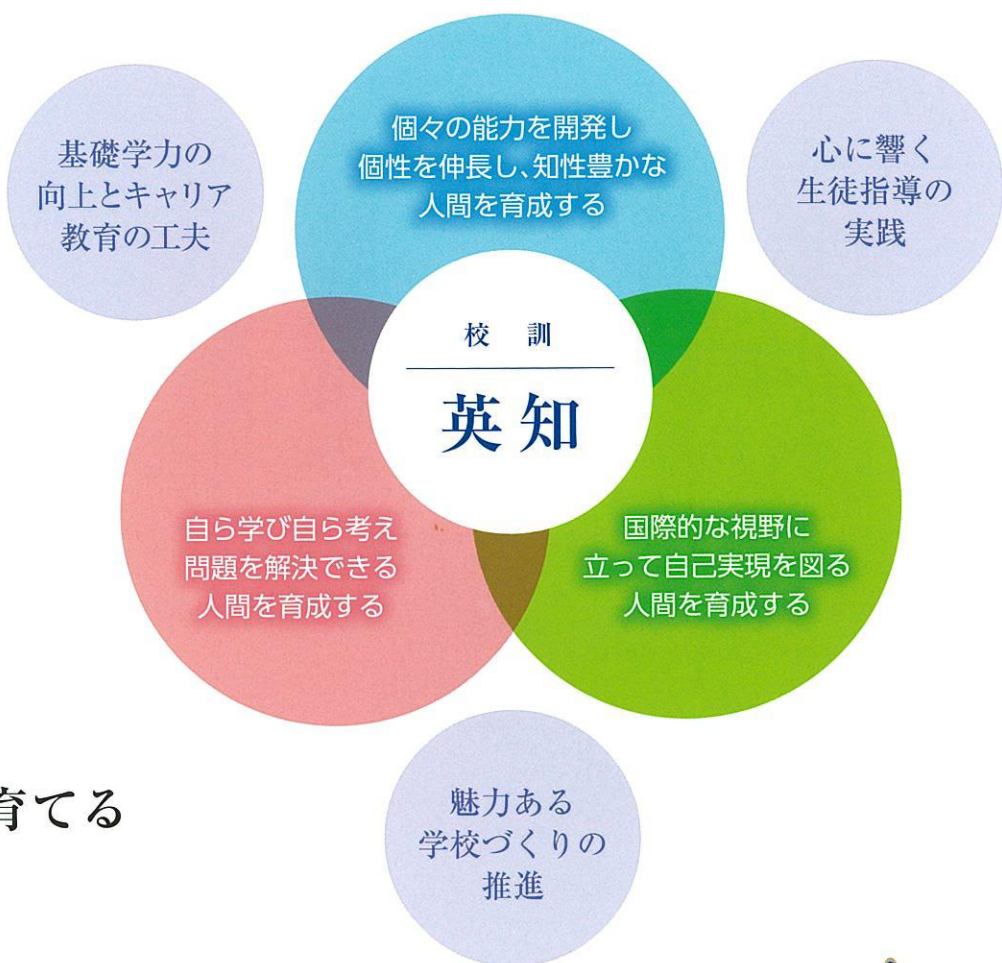 個々の能力を開発し
個性を伸長し、知性豊かな
人間を育成する
基礎学力の
向上とキャリア
教育の工夫
心に響く
生徒指導の
実践
校訓
英知
自ら学び自ら考え
問題を解決できる
人間を育成する
国際的な視野に
立って自己実現を図る
人間を育成する
育てる
魅力ある
学校づくりの
推進